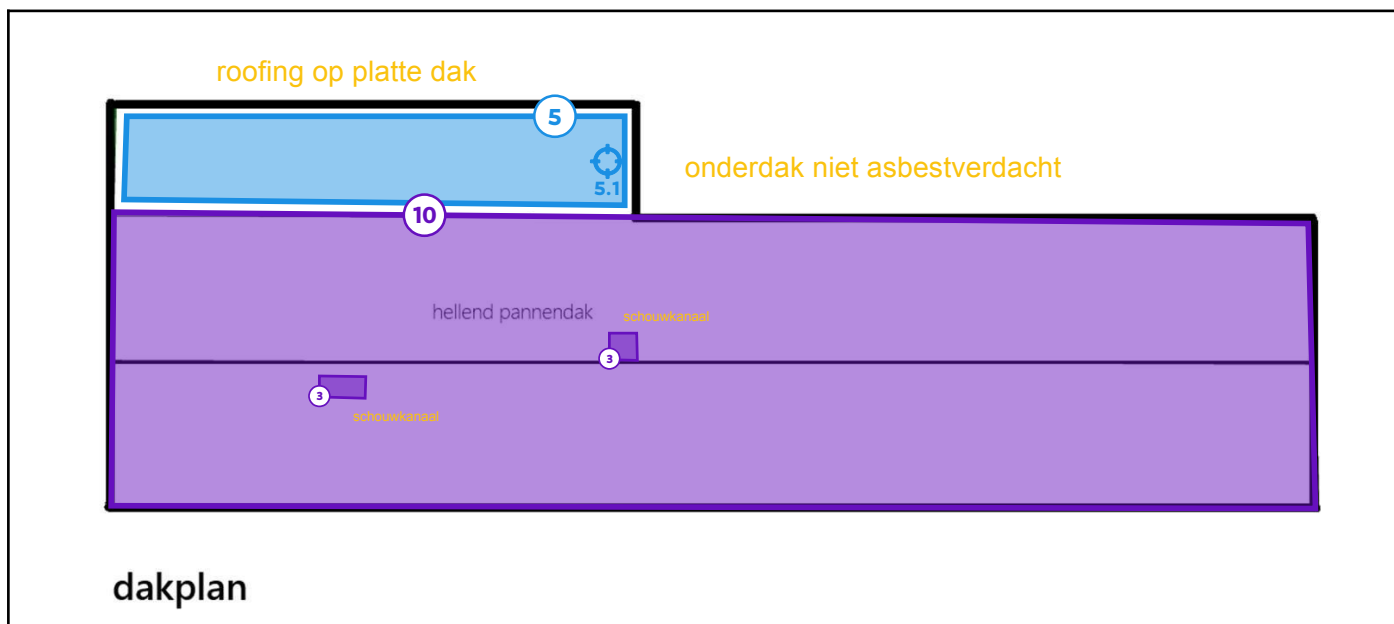 roofing op platte dak
5
onderdak niet asbestverdacht
5.1
10
hellend pannendak
schouwkanaal
3
3
schouwkanaal
dakplan